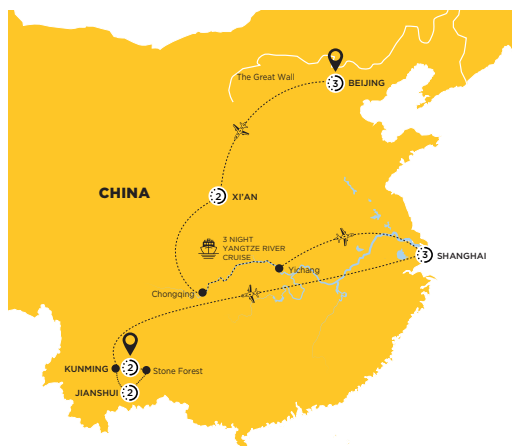 The Great Wall
3 BEIJING
CHINA
2 XI'AN
3 NIGHT
YANGTZE RIVER
CRUISE
Yichang
3 SHANGHAI
Chongqing
KUNMING 2
Stone Forest
JIANSHUI 2